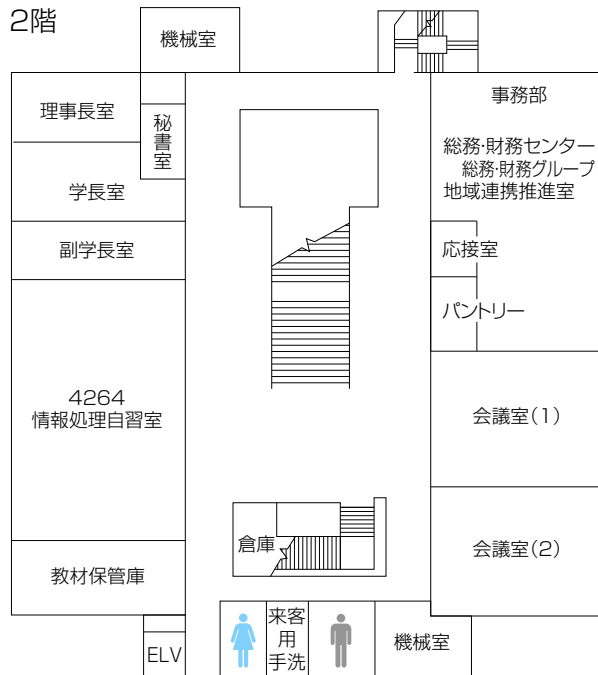 2階
機械室
理事長室
秘書室
学長室
副学長室
4264
情報処理自習室
教材保管庫
ELV
事務部
総務・財務センター
総務・財務グループ
地域連携推進室
応接室
パントリー
会議室(1)
会議室(2)
倉庫
来客
用
手洗
機械室